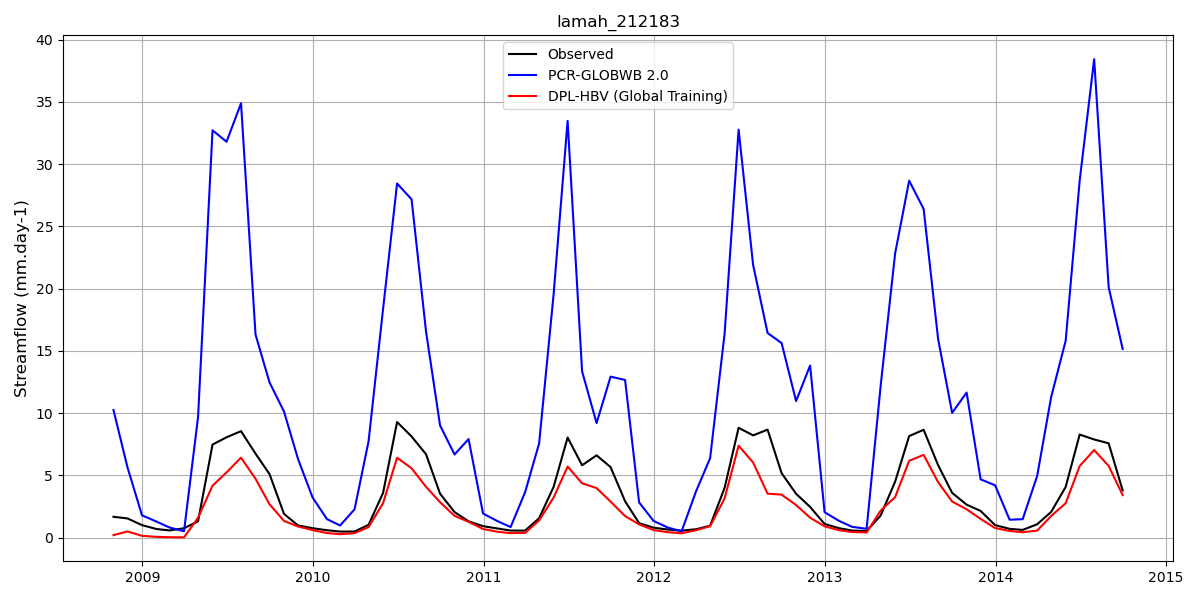 lamah_212183
Observed
PCR-GLOBWB 2.0
DPL-HBV (Global Training)
Streamflow (mm.day-1)
40
35
30
25
20
15
10
5
0
2009 2010 2011 2012 2013 2014 2015